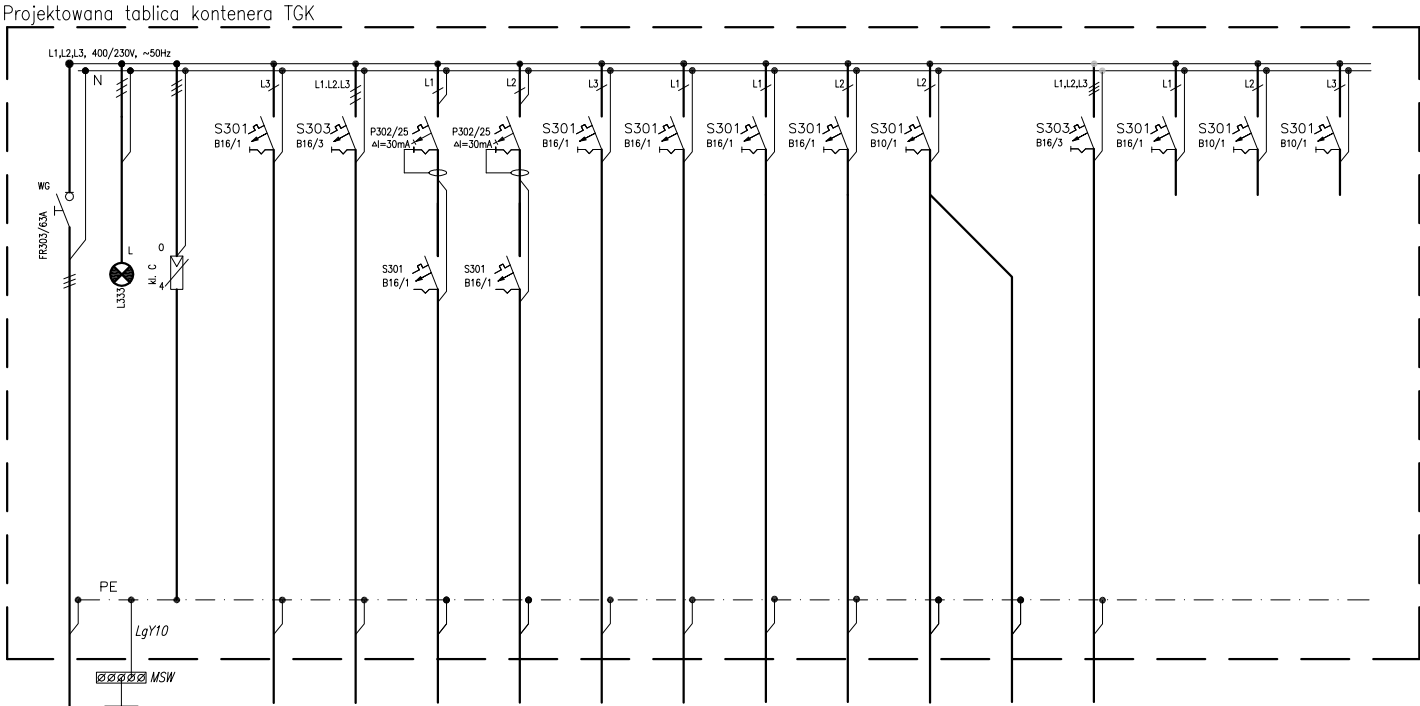 Projektowana tablica kontenera TGK
L1,L2,L3, 400/230V, ~50Hz
N
L3
L1.L2.L3
L1
L2
L3
L1
L1
L2
L2
L1,L2,L3
L1
L2
L3
S301
B16/1
S303
B16/3
P302/25
ΔI=30mA
P302/25
ΔI=30mA
S301
B16/1
S301
B16/1
S301
B16/1
S301
B16/1
S301
B10/1
S303
B16/3
S301
B16/1
S301
B10/1
S301
B10/1
WG
FR303/63A
L
L333
0
kl. C
4
S301
B16/1
S301
B16/1
PE
LgY10
MSW